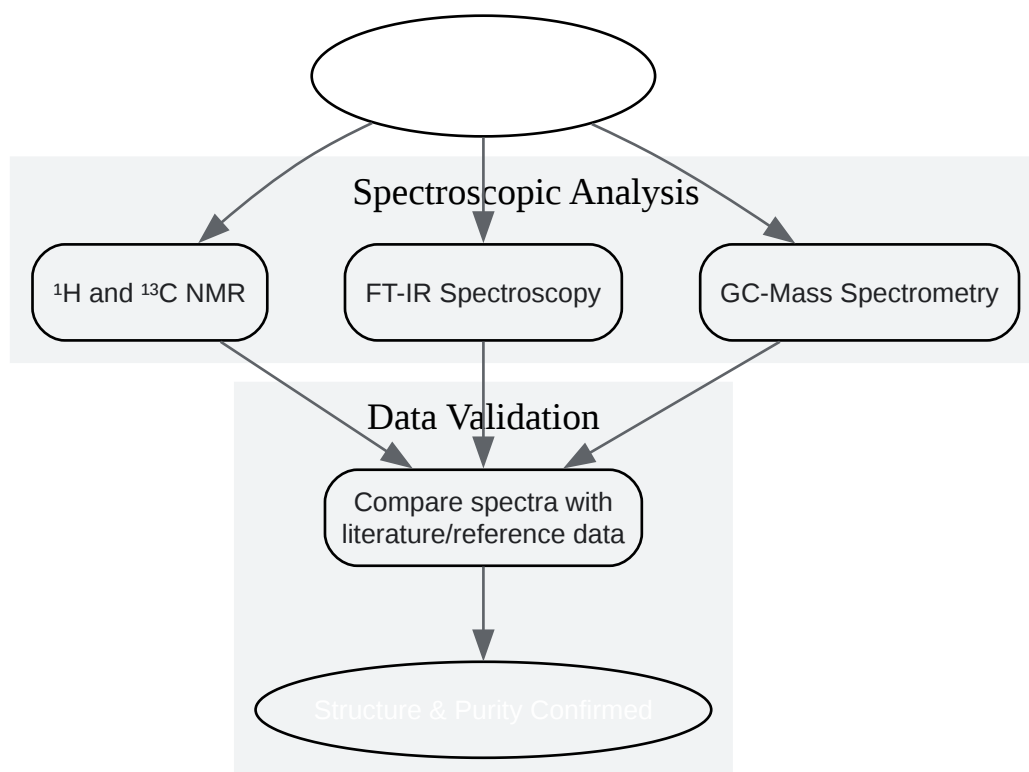 Spectroscopic Analysis
¹H and ¹³C NMR
FT-IR Spectroscopy
GC-Mass Spectrometry
Data Validation
Compare spectra with
literature/reference data
Structure & Purity Confirmed